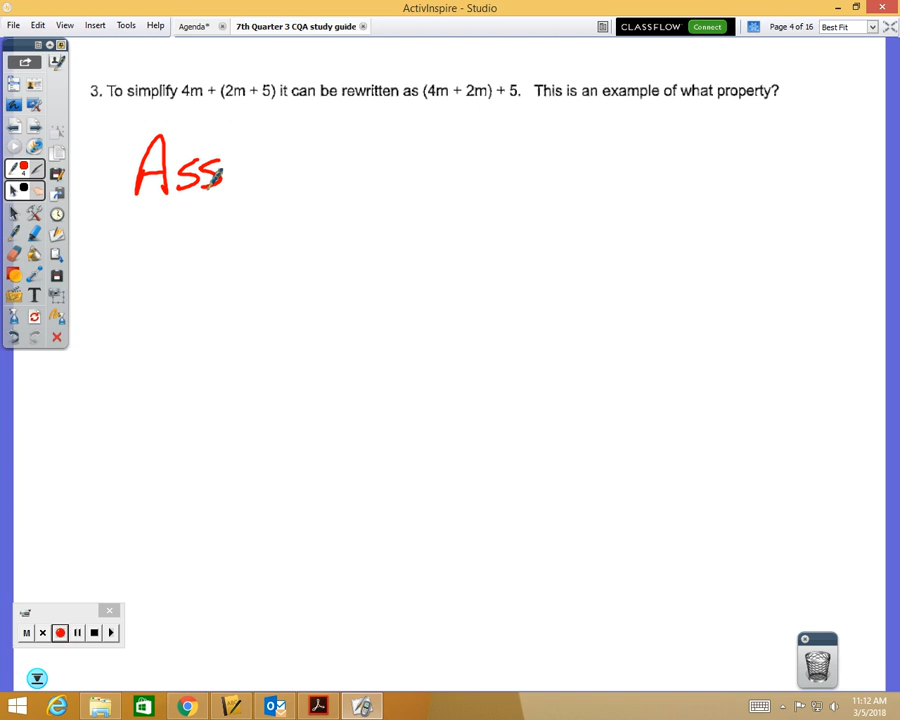 ActivInspire - Studio
File Edit View Insert Tools Help Agenda* 7th Quarter 3 CQA study guide CLASSFLOW Connect Page 4 of 16 Best Fit
3. To simplify 4m + (2m + 5) it can be rewritten as (4m + 2m) + 5. This is an example of what property?
Ass
4
T
M
11:12 AM
3/5/2018